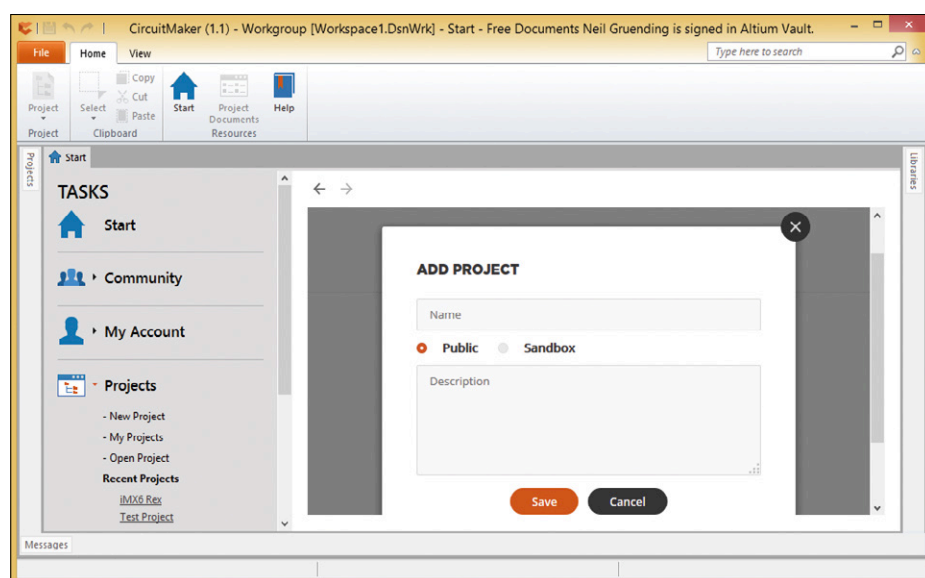 CircuitMaker (1.1) - Workgroup [Workspace1.DsnWrk] - Start - Free Documents Neil Gruending is signed in Altium Vault.
File
Home
View
Type here to search
Project
Select
Copy
Cut
Paste
Start
Project Documents
Help
Project
Clipboard
Resources
Projects
Start
Libraries
TASKS
Start
Community
My Account
Projects
- New Project
- My Projects
- Open Project
Recent Projects
iMX6 Rex
Test Project
ADD PROJECT
Name
Public
Sandbox
Description
Save
Cancel
Messages